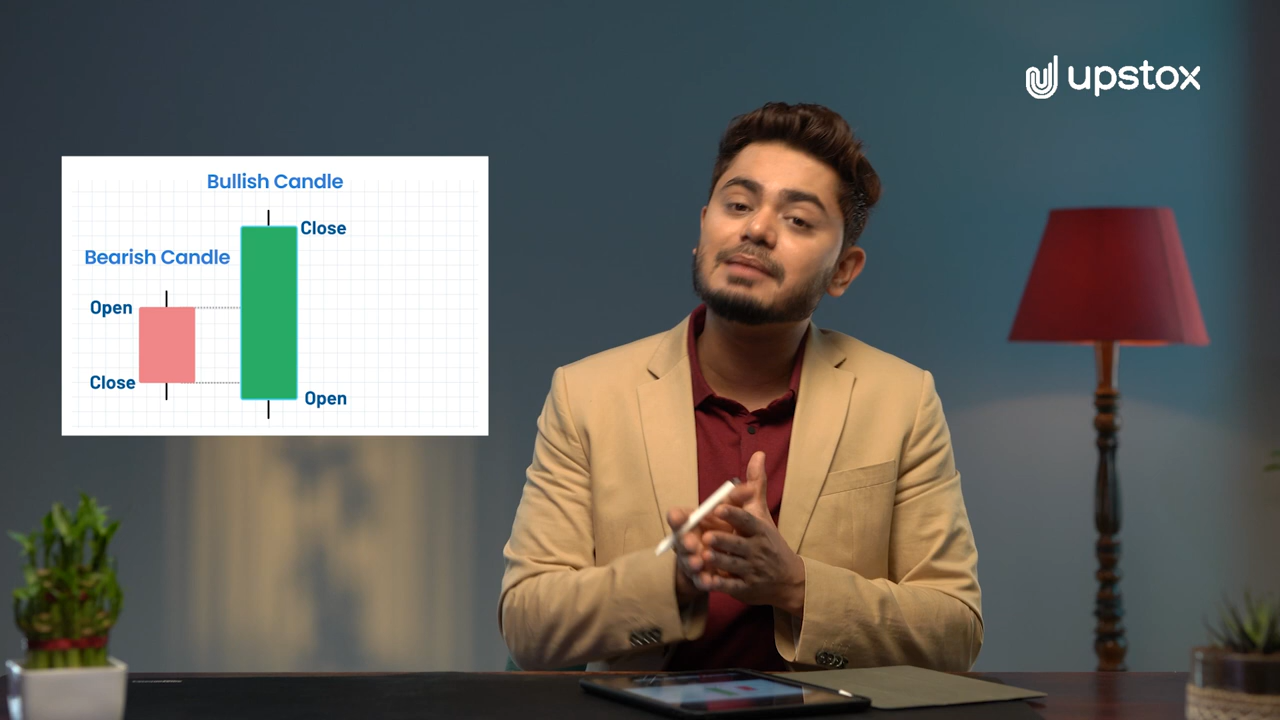 upstox
Bullish Candle
Close
Bearish Candle
Open
Close
Open